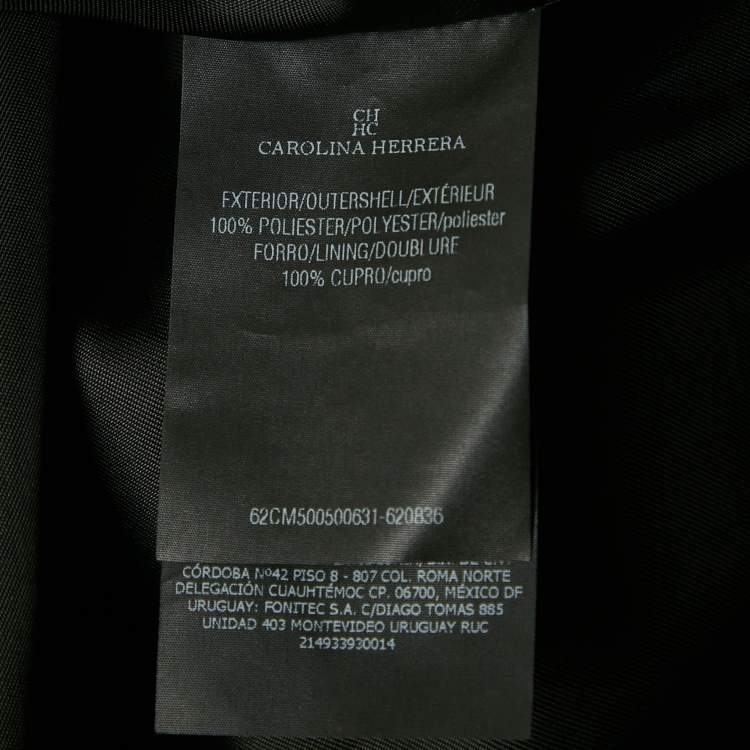 CH
HC
CAROLINA HERRERA
EXTERIOR/OUTERSHELL/EXTÉRIEUR
100% POLIESTER/POLYESTER/poliester
FORRO/LINING/DOUBLURE
100% CUPRO/cupro
62CM500500631-620836
CÓRDOBA Nº42 PISO 8 - 807 COL. ROMA NORTE
DELEGACIÓN CUAUHTÉMOC CP. 06700, MÉXICO DF
URUGUAY: FONITEC S.A. C/DIAGO TOMAS 885
UNIDAD 403 MONTEVIDEO URUGUAY RUC
214933930014